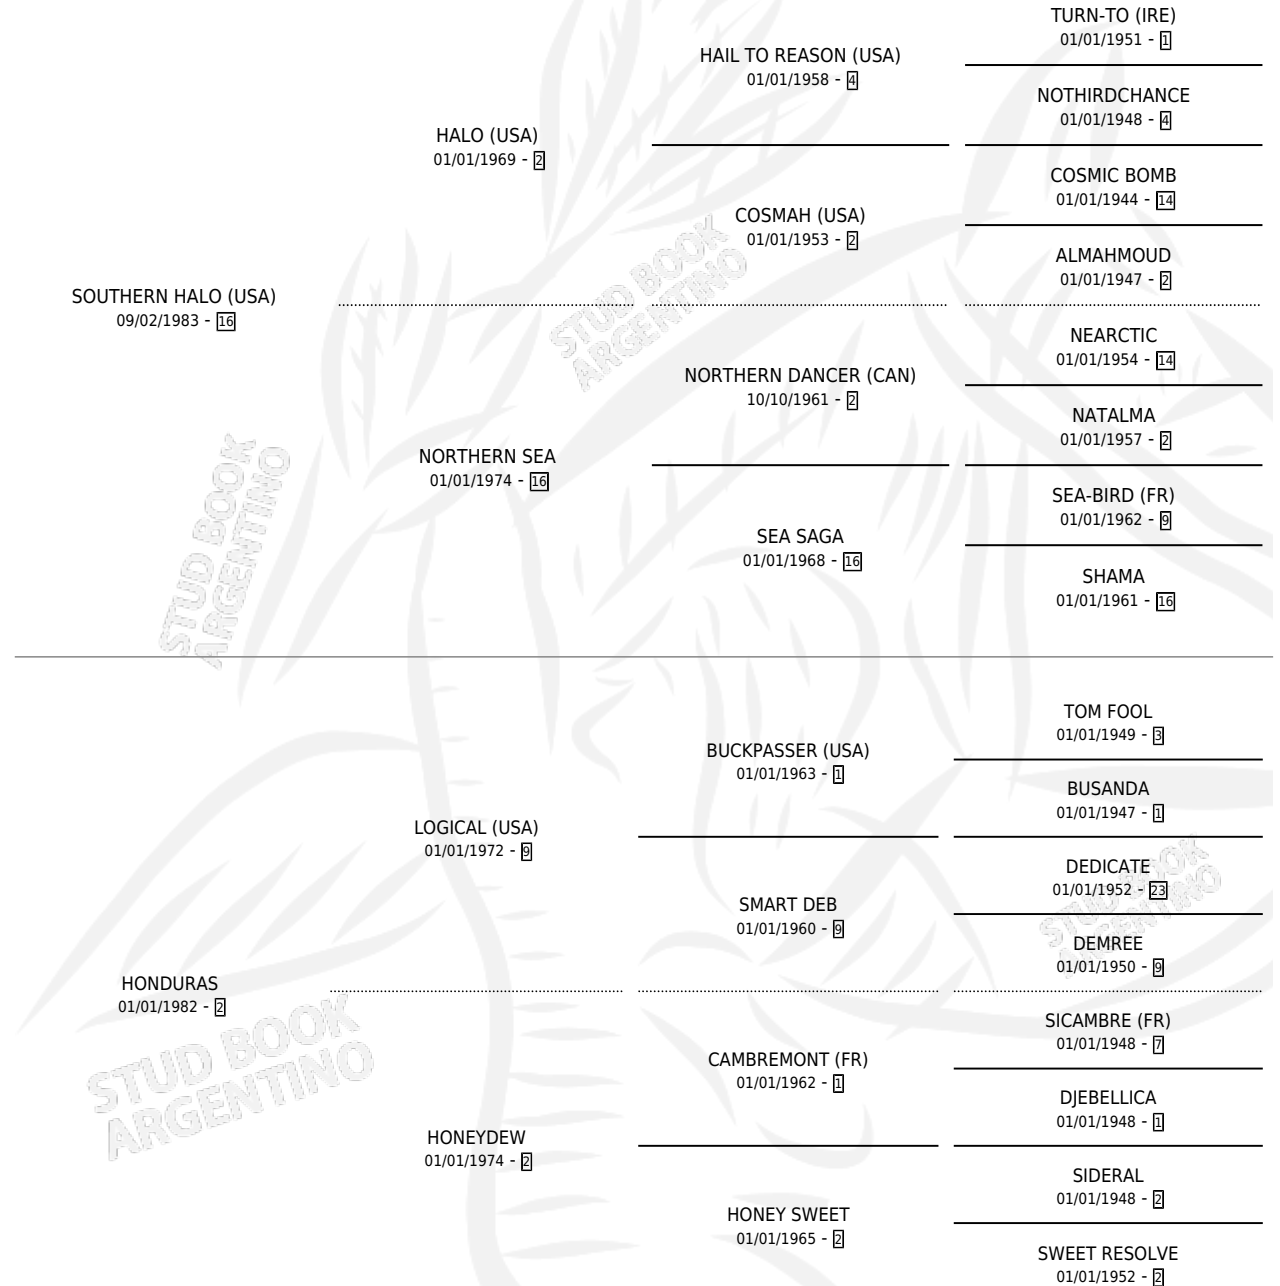 TURN-TO (IRE)
01/01/1951 - 1
HAIL TO REASON (USA)
01/01/1958 - 4
NOTHIRDCHANCE
01/01/1948 - 4
HALO (USA)
01/01/1969 - 2
COSMIC BOMB
01/01/1944 - 14
COSMAH (USA)
01/01/1953 - 2
ALMAHMOUD
01/01/1947 - 2
SOUTHERN HALO (USA)
09/02/1983 - 16
NEARCTIC
01/01/1954 - 14
NORTHERN DANCER (CAN)
10/10/1961 - 2
NATALMA
01/01/1957 - 2
NORTHERN SEA
01/01/1974 - 16
SEA-BIRD (FR)
01/01/1962 - 9
SEA SAGA
01/01/1968 - 16
SHAMA
01/01/1961 - 16
STUD BOOK
ARGENTINO
STUD BOOK
ARGENTINO
TOM FOOL
01/01/1949 - 3
BUCKPASSER (USA)
01/01/1963 - 1
BUSANDA
01/01/1947 - 1
LOGICAL (USA)
01/01/1972 - 9
DEDICATE
01/01/1952 - 23
SMART DEB
01/01/1960 - 9
DEMREE
01/01/1950 - 9
HONDURAS
01/01/1982 - 2
SICAMBRE (FR)
01/01/1948 - 7
CAMBREMONT (FR)
01/01/1962 - 1
DJEBELLICA
01/01/1948 - 1
HONEYDEW
01/01/1974 - 2
SIDERAL
01/01/1948 - 2
HONEY SWEET
01/01/1965 - 2
SWEET RESOLVE
01/01/1952 - 2
STUD BOOK
ARGENTINO
STUD BOOK
ARGENTINO